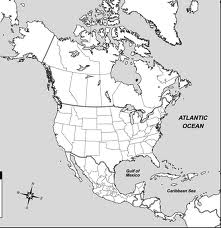 ATLANTIC
OCEAN
Gulf of
Mexico
Caribbean Sea